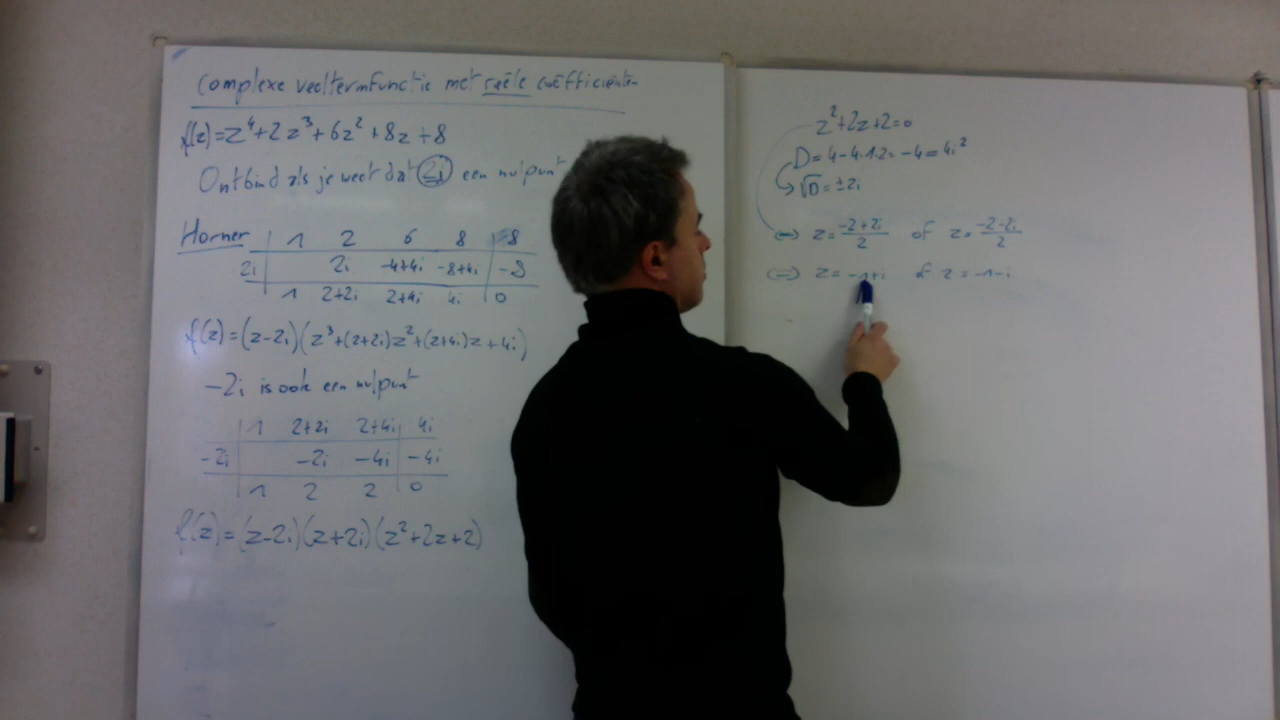 Complexe veeltermfunctie met reële coëfficiënten
f(z)=z⁴+2z³+6z²+8z+8
Ontbind als je weet dat 2i een nulpunt
Horner | 1 2 6 8 | 8
2i | 2i -4+4i -8+4i | -8
1 2+2i 2+4i 4i | 0
f(z)=(z-2i)(z³+(2+2i)z²+(2+4i)z+4i)
-2i is ook een nulpunt
| 1 2+2i 2+4i | 4i
-2i | -2i -4i | -4i
| 1 2 2 | 0
f(z)=(z-2i)(z+2i)(z²+2z+2)
z²+2z+2=0
D=4-4·1·2=-4=4i²
√D=±2i
⇔ z=(-2+2i)/2 of z=(-2-2i)/2
⇔ z=-1+i of z=-1-i